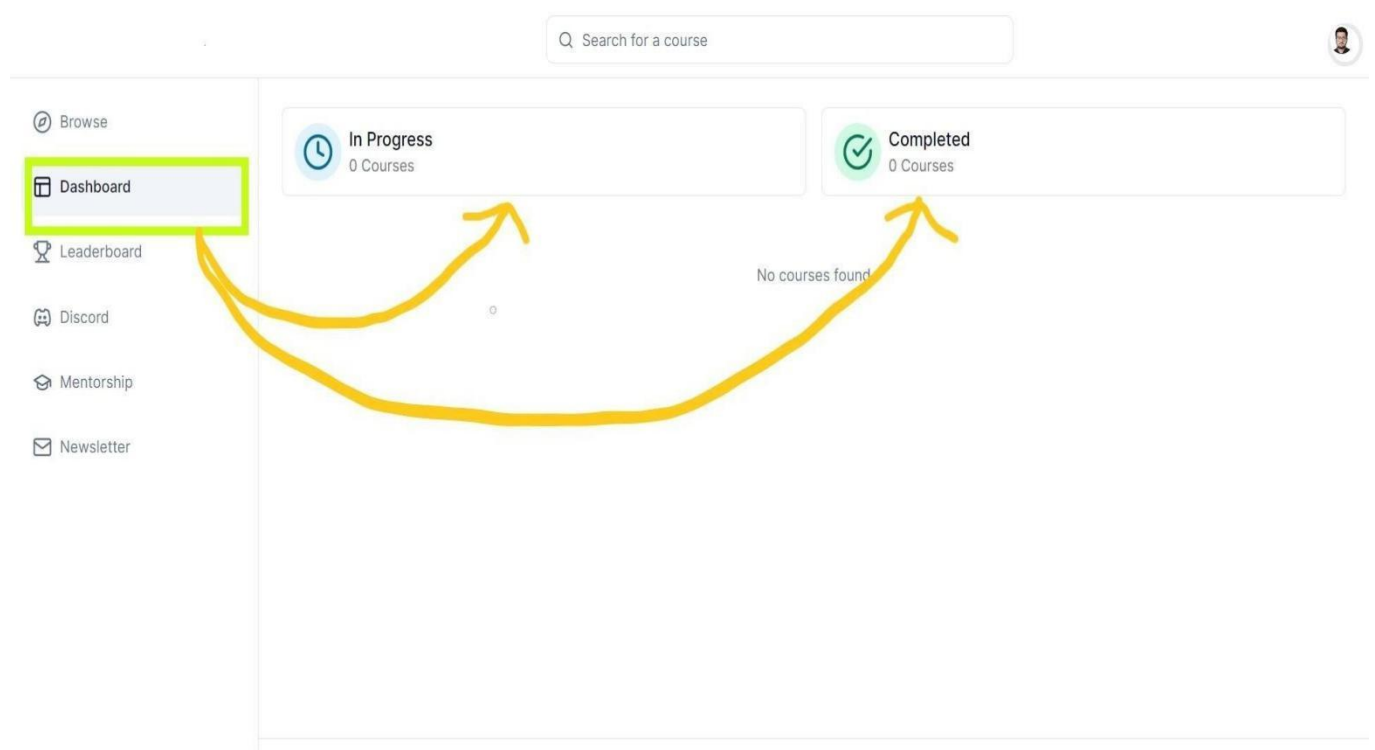 Search for a course
Browse
Dashboard
Leaderboard
Discord
Mentorship
Newsletter
In Progress
0 Courses
Completed
0 Courses
No courses found